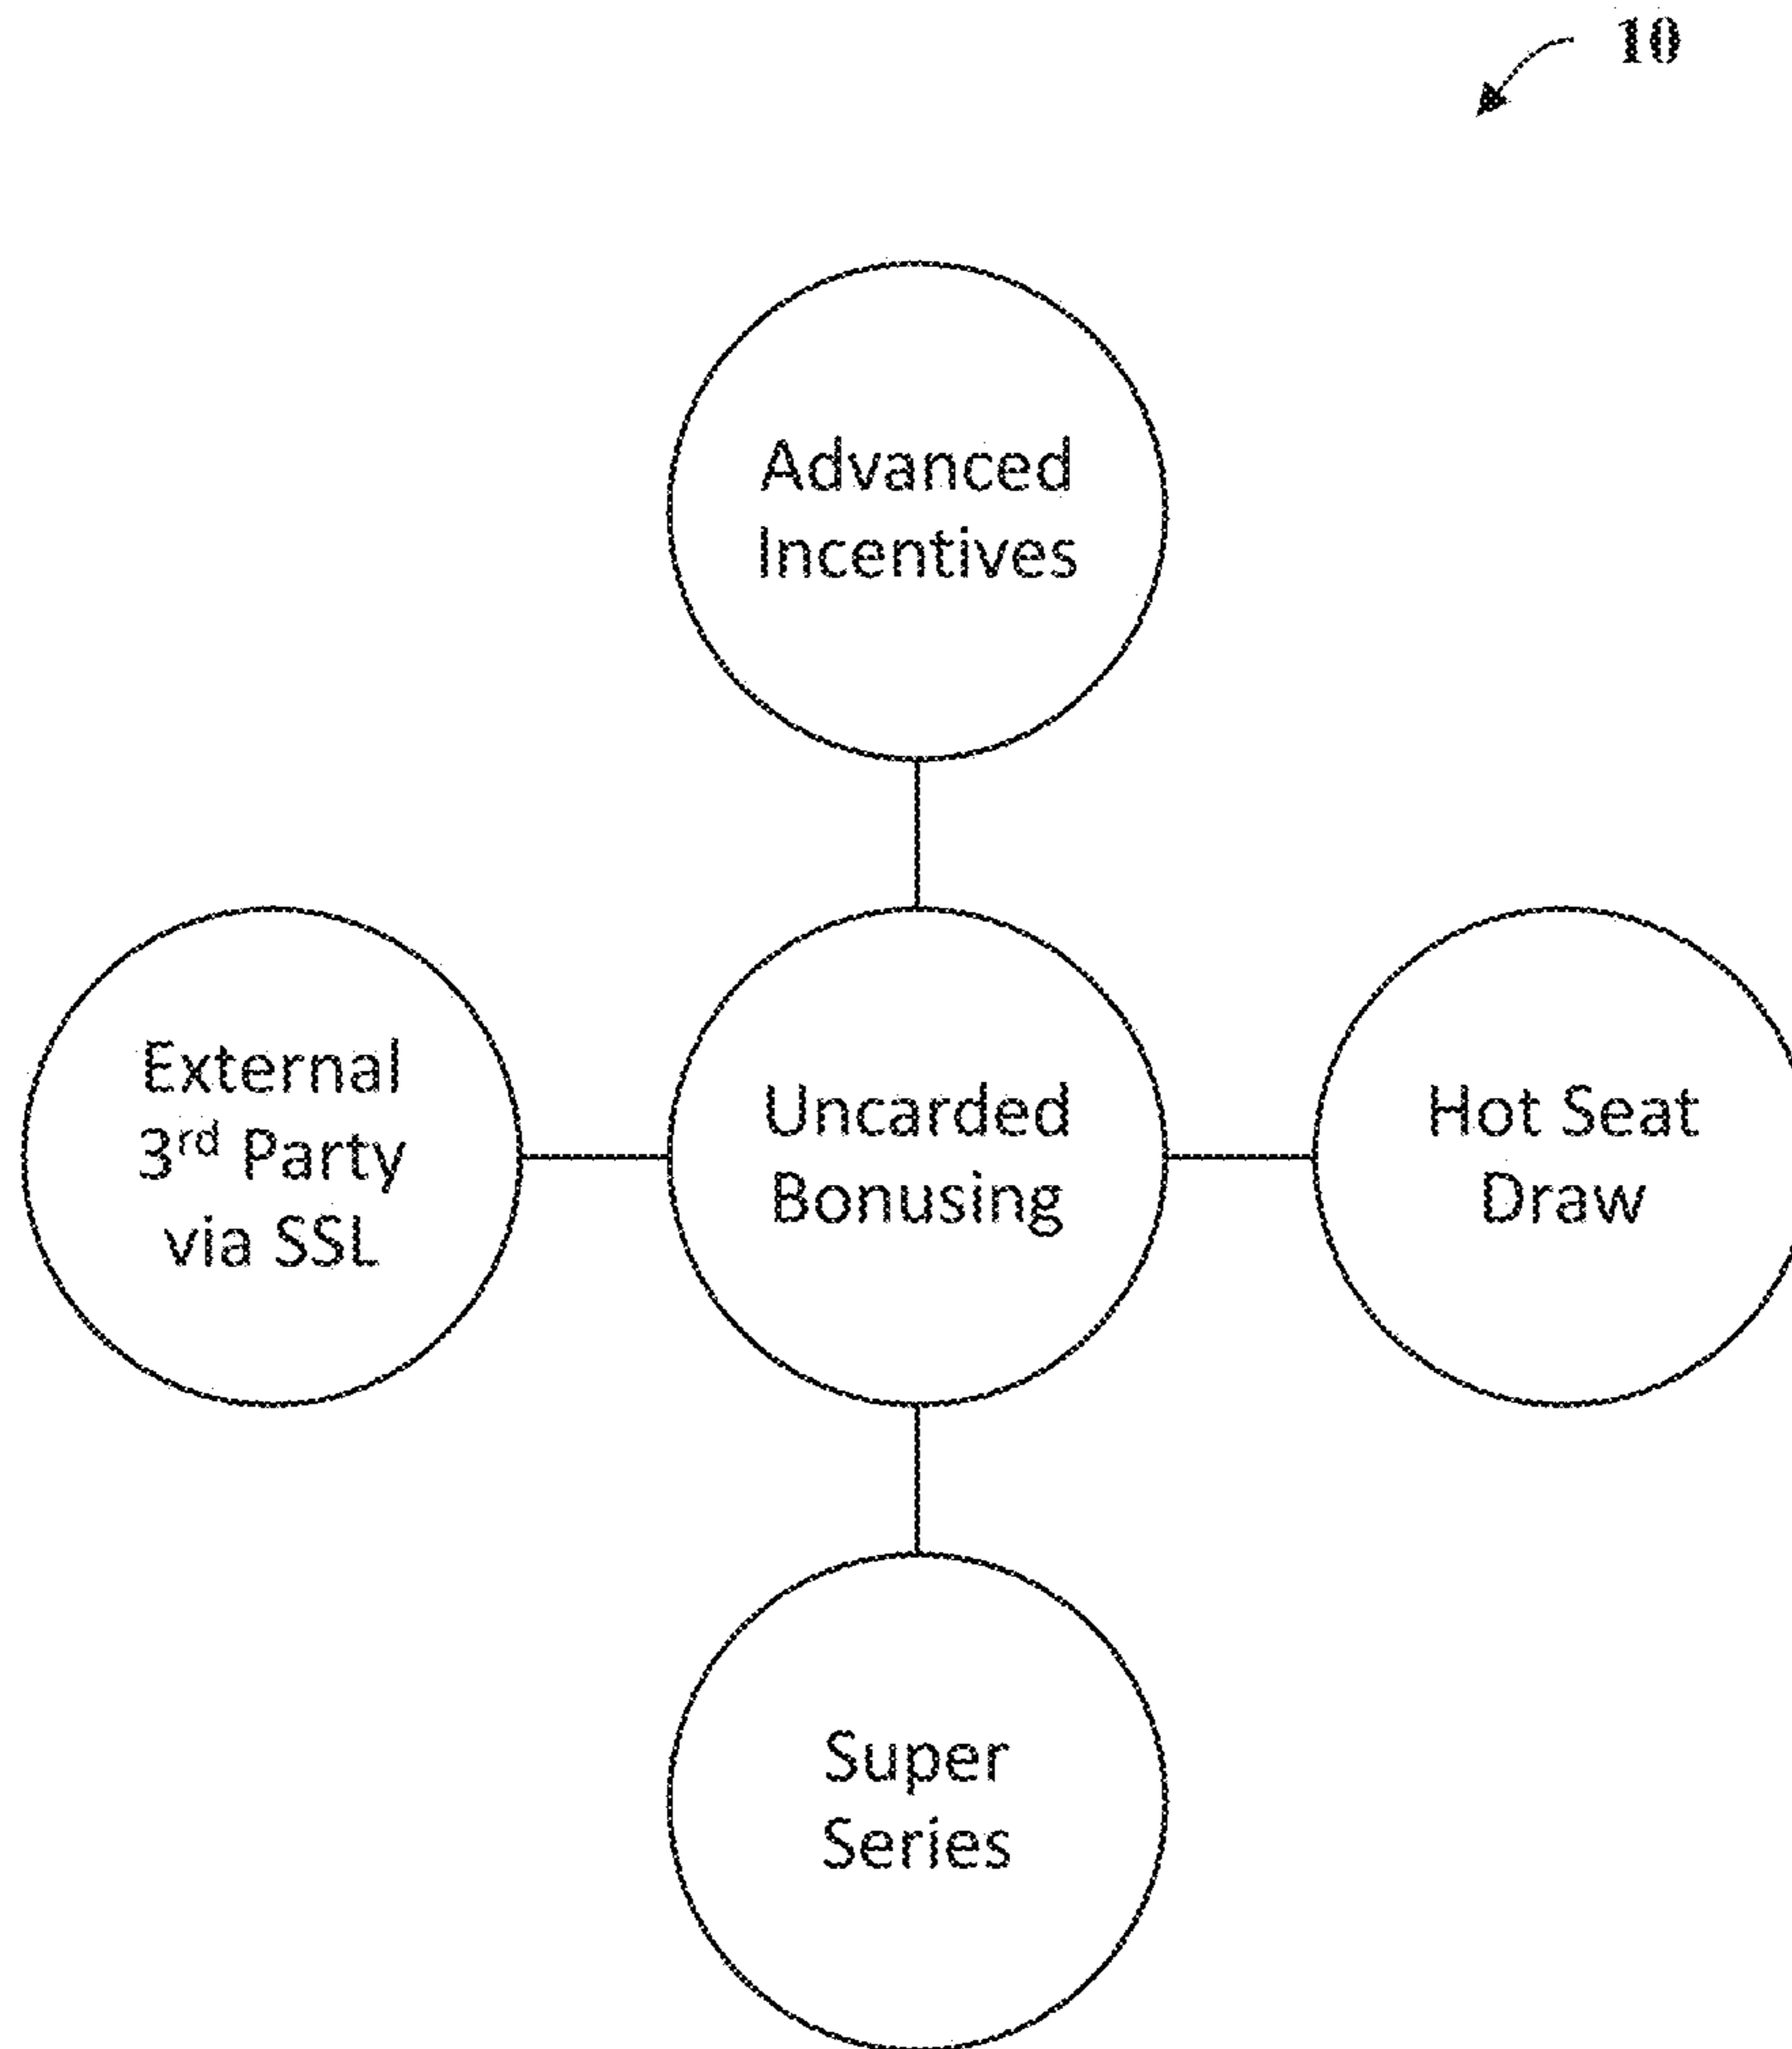 10
Advanced
Incentives
External
3rd Party
via SSL
Uncarded
Bonusing
Hot Seat
Draw
Super
Series